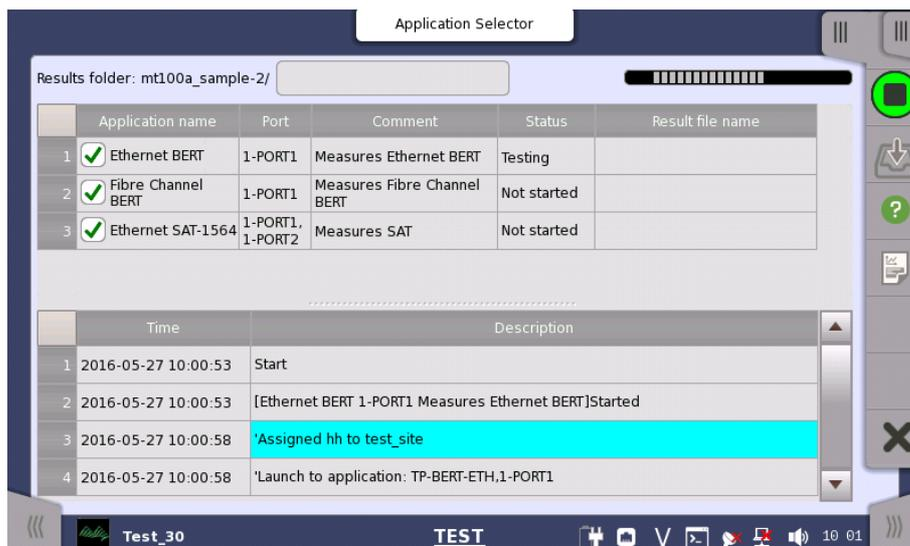 Application Selector
Results folder: mt100a_sample-2/
Application name Port Comment Status Result file name
1 Ethernet BERT 1-PORT1 Measures Ethernet BERT Testing
2 Fibre Channel BERT 1-PORT1 Measures Fibre Channel BERT Not started
3 Ethernet SAT-1564 1-PORT1, 1-PORT2 Measures SAT Not started
Time Description
1 2016-05-27 10:00:53 Start
2 2016-05-27 10:00:53 [Ethernet BERT 1-PORT1 Measures Ethernet BERT]Started
3 2016-05-27 10:00:58 'Assigned hh to test_site
4 2016-05-27 10:00:58 'Launch to application: TP-BERT-ETH,1-PORT1
Test_30 TEST V 10 01